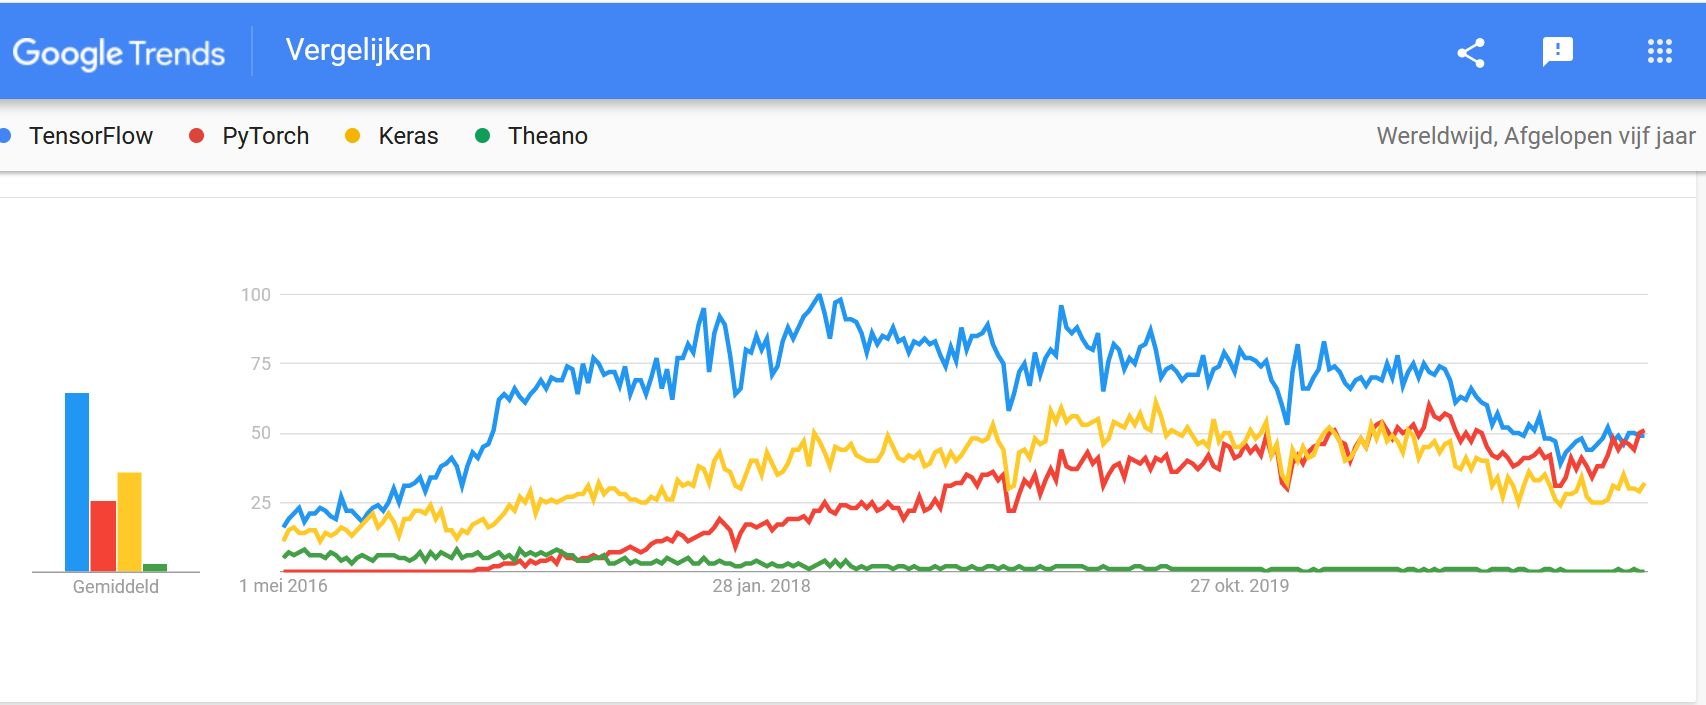 Google Trends Vergelijken
TensorFlow PyTorch Keras Theano Wereldwijd, Afgelopen vijf jaar
100
75
50
25
Gemiddeld 1 mei 2016 28 jan. 2018 27 okt. 2019